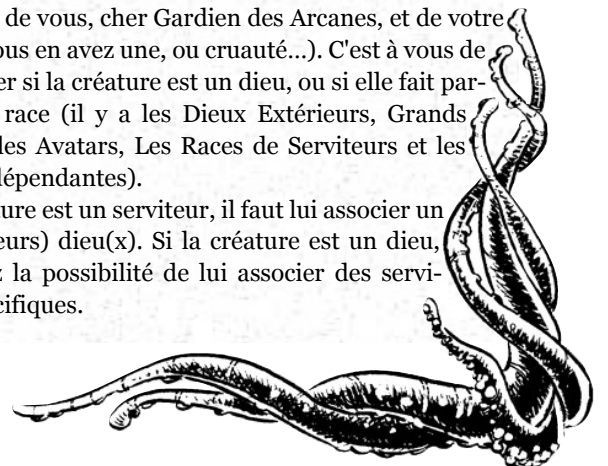 de vous, cher Gardien des Arcanes, et de votre
ous en avez une, ou cruauté...). C'est à vous de
er si la créature est un dieu, ou si elle fait par-
race (il y a les Dieux Extérieurs, Grands
les Avatars, Les Races de Serviteurs et les
dépendantes).
ture est un serviteur, il faut lui associer un
eurs) dieu(x). Si la créature est un dieu,
z la possibilité de lui associer des servi-
cifiques.